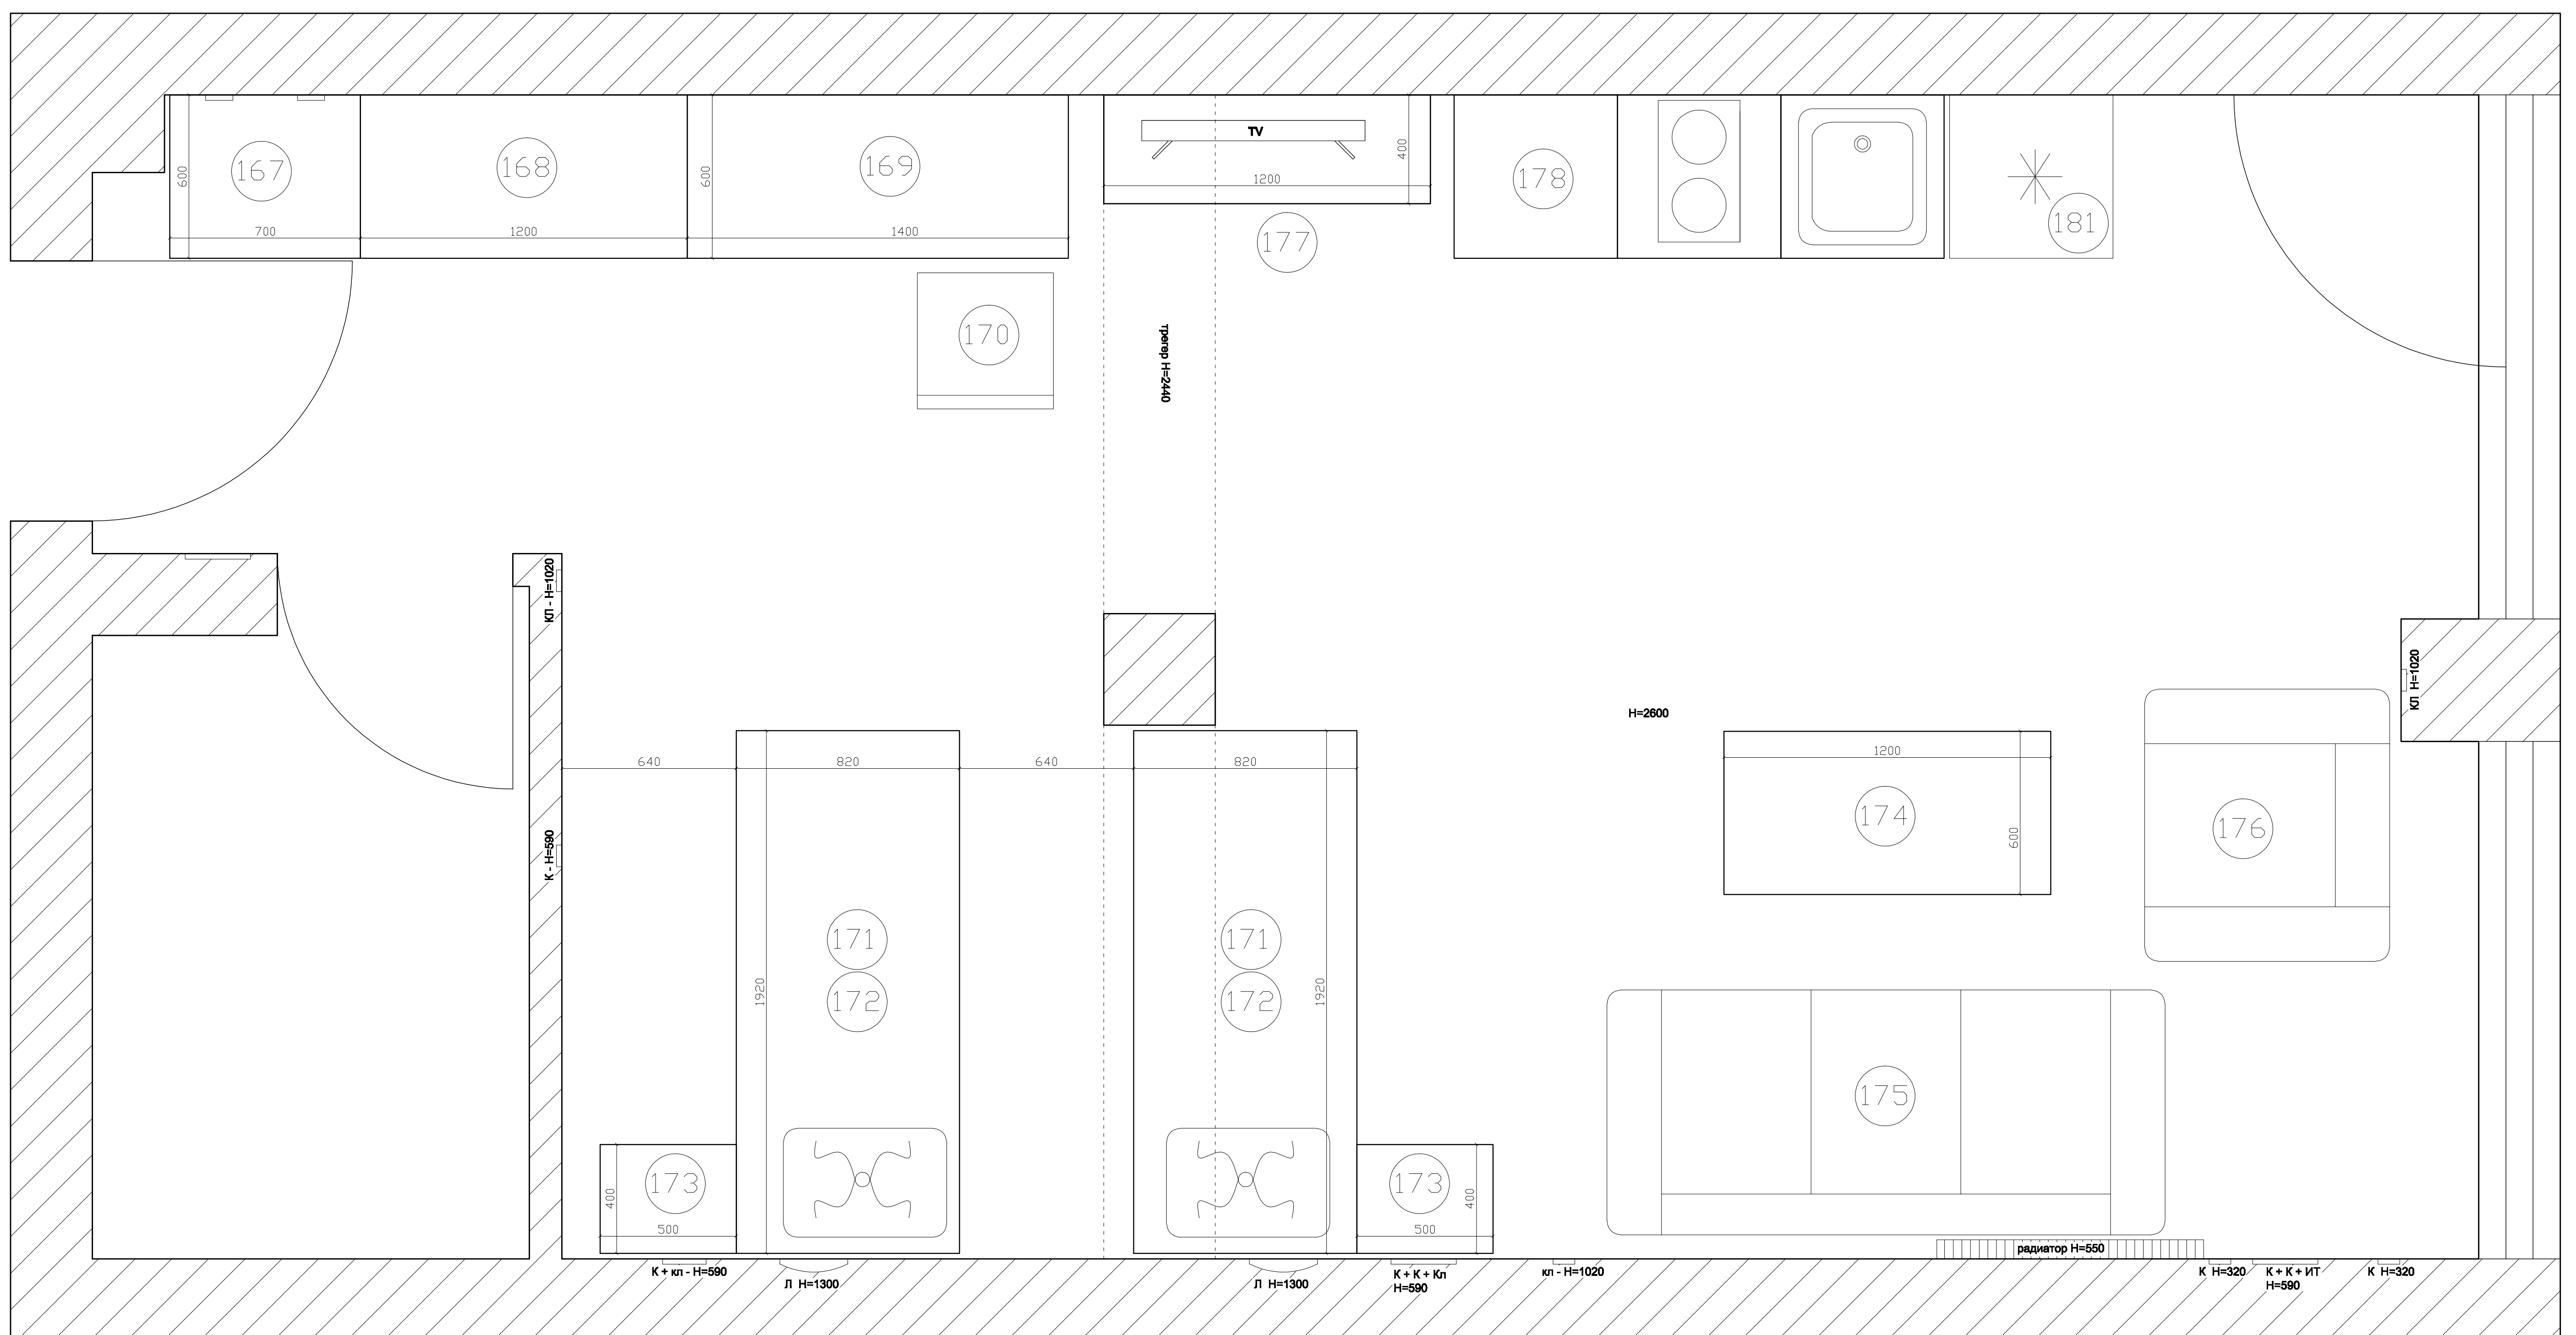 TV
600
167
168
600
169
400
1200
178
181
700
1200
1400
177
170
трегер H=2440
КЛ - H=1020
КЛ H=1020
H=2600
640
820
640
820
1200
174
600
176
К - H=590
171
171
172
172
1920
1920
175
173
173
400
400
500
500
радиатор H=550
К + кл - H=590
Л H=1300
Л H=1300
К + К + Кл
H=590
кл - H=1020
К H=320
К + К + ИТ
H=590
К H=320